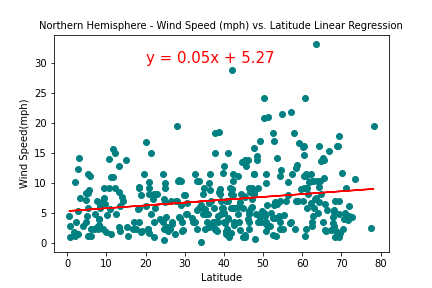 Northern Hemisphere - Wind Speed (mph) vs. Latitude Linear Regression
y = 0.05x + 5.27
Wind Speed(mph)
30
25
20
15
10
5
0
0 10 20 30 40 50 60 70 80
Latitude